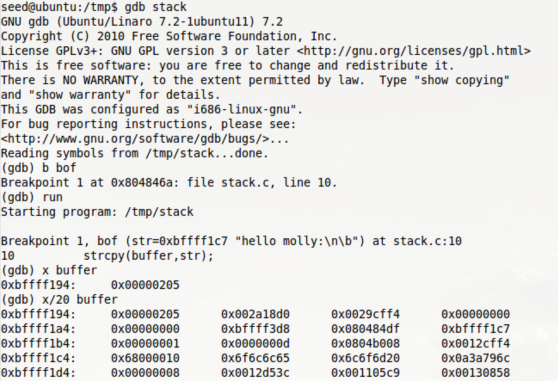 seed@ubuntu:/tmp$ gdb stack
GNU gdb (Ubuntu/Linaro 7.2-1ubuntu11) 7.2
Copyright (C) 2010 Free Software Foundation, Inc.
License GPLv3+: GNU GPL version 3 or later <http://gnu.org/licenses/gpl.html>
This is free software: you are free to change and redistribute it.
There is NO WARRANTY, to the extent permitted by law.  Type "show copying"
and "show warranty" for details.
This GDB was configured as "i686-linux-gnu".
For bug reporting instructions, please see:
<http://www.gnu.org/software/gdb/bugs/>...
Reading symbols from /tmp/stack...done.
(gdb) b bof
Breakpoint 1 at 0x804846a: file stack.c, line 10.
(gdb) run
Starting program: /tmp/stack
Breakpoint 1, bof (str=0xbffff1c7 "hello molly:\n\b") at stack.c:10
10          strcpy(buffer,str);
(gdb) x buffer
0xbffff194:     0x00000205
(gdb) x/20 buffer
0xbffff194:     0x00000205      0x002a18d0      0x0029cff4      0x00000000
0xbffff1a4:     0x00000000      0xbffff3d8      0x080484df      0xbffff1c7
0xbffff1b4:     0x00000001      0x0000000d      0x0804b008      0x0012cff4
0xbffff1c4:     0x68000010      0x6f6c6c65      0x6c6f6d20      0x0a3a796c
0xbffff1d4:     0x00000008      0x0012d53c      0x001105c9      0x00130858